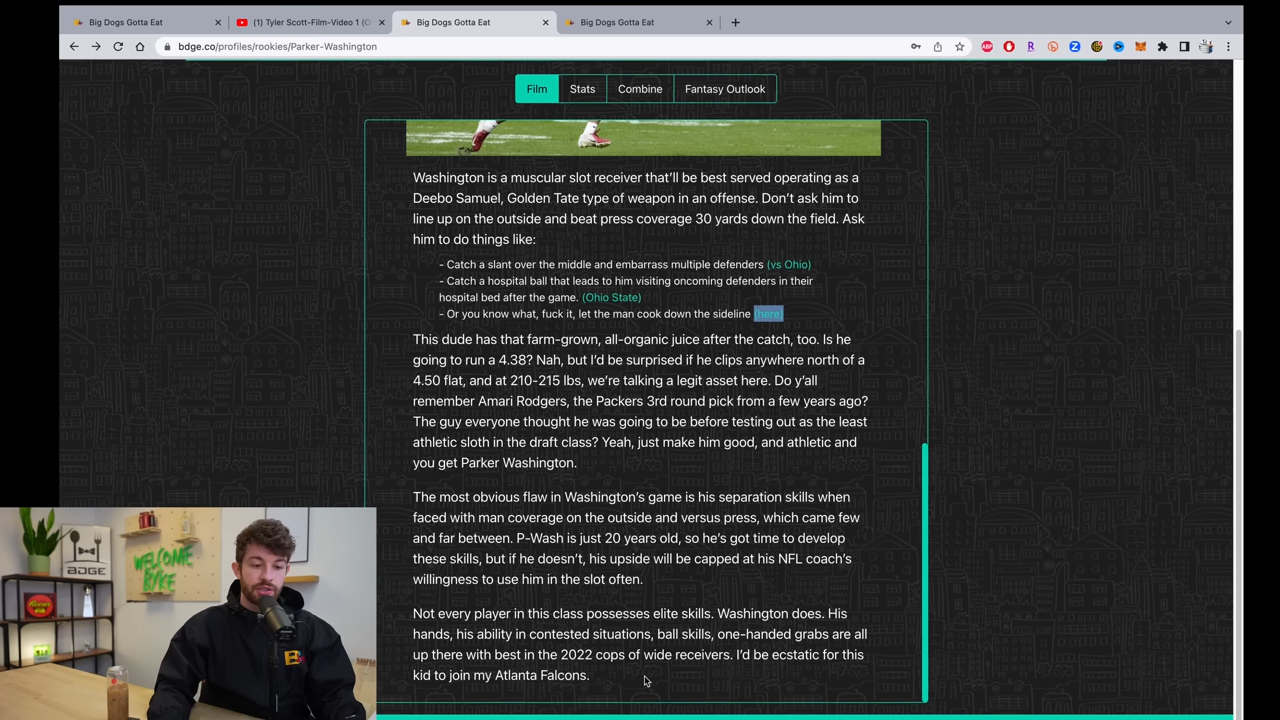 Big Dogs Gotta Eat
(1) Tyler Scott-Film-Video 1 (O
Big Dogs Gotta Eat
Big Dogs Gotta Eat
bdge.co/profiles/rookies/Parker-Washington
Film
Stats
Combine
Fantasy Outlook
Washington is a muscular slot receiver that'll be best served operating as a
Deebo Samuel, Golden Tate type of weapon in an offense. Don't ask him to
line up on the outside and beat press coverage 30 yards down the field. Ask
him to do things like:
- Catch a slant over the middle and embarrass multiple defenders (vs Ohio)
- Catch a hospital ball that leads to him visiting oncoming defenders in their
hospital bed after the game. (Ohio State)
- Or you know what, fuck it, let the man cook down the sideline (here)
This dude has that farm-grown, all-organic juice after the catch, too. Is he
going to run a 4.38? Nah, but I'd be surprised if he clips anywhere north of a
4.50 flat, and at 210-215 lbs, we're talking a legit asset here. Do y'all
remember Amari Rodgers, the Packers 3rd round pick from a few years ago?
The guy everyone thought he was going to be before testing out as the least
athletic sloth in the draft class? Yeah, just make him good, and athletic and
you get Parker Washington.
The most obvious flaw in Washington's game is his separation skills when
faced with man coverage on the outside and versus press, which came few
and far between. P-Wash is just 20 years old, so he's got time to develop
these skills, but if he doesn't, his upside will be capped at his NFL coach's
willingness to use him in the slot often.
Not every player in this class possesses elite skills. Washington does. His
hands, his ability in contested situations, ball skills, one-handed grabs are all
up there with best in the 2022 cops of wide receivers. I'd be ecstatic for this
kid to join my Atlanta Falcons.
BDGE
WELCOME